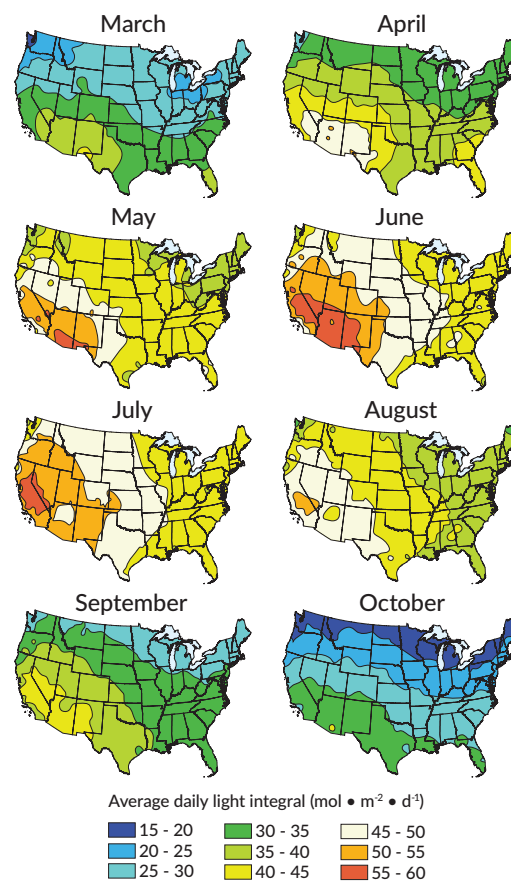 March April
May June
July August
September October
Average daily light integral (mol • m⁻² • d⁻¹)
15 - 20 30 - 35 45 - 50
20 - 25 35 - 40 50 - 55
25 - 30 40 - 45 55 - 60